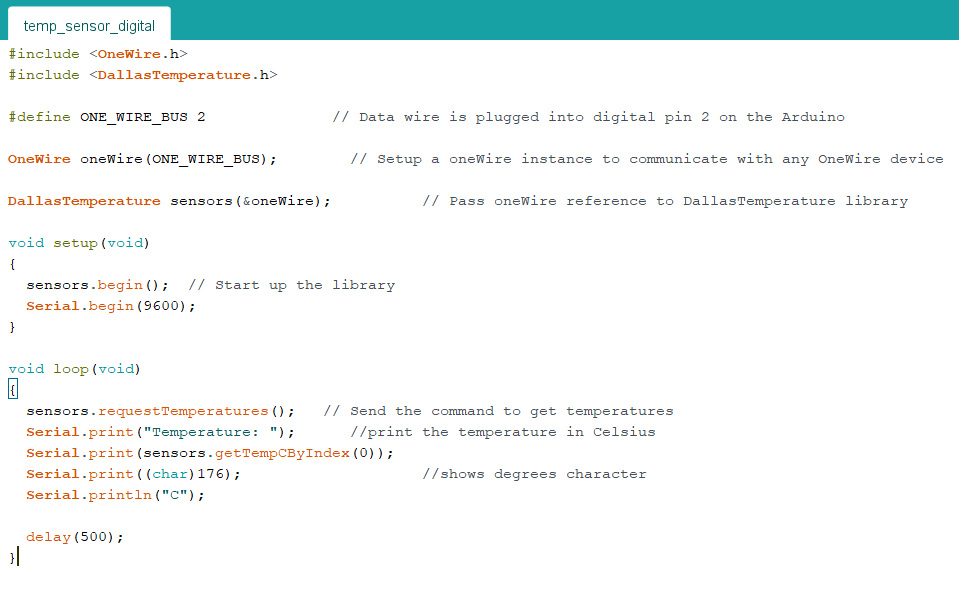 temp_sensor_digital
#include <OneWire.h>
#include <DallasTemperature.h>
#define ONE_WIRE_BUS 2 // Data wire is plugged into digital pin 2 on the Arduino
OneWire oneWire(ONE_WIRE_BUS); // Setup a oneWire instance to communicate with any OneWire device
DallasTemperature sensors(&oneWire); // Pass oneWire reference to DallasTemperature library
void setup(void)
{
sensors.begin(); // Start up the library
Serial.begin(9600);
}
void loop(void)
{
sensors.requestTemperatures(); // Send the command to get temperatures
Serial.print("Temperature: "); //print the temperature in Celsius
Serial.print(sensors.getTempCByIndex(0));
Serial.print((char)176); //shows degrees character
Serial.println("C");
delay(500);
}